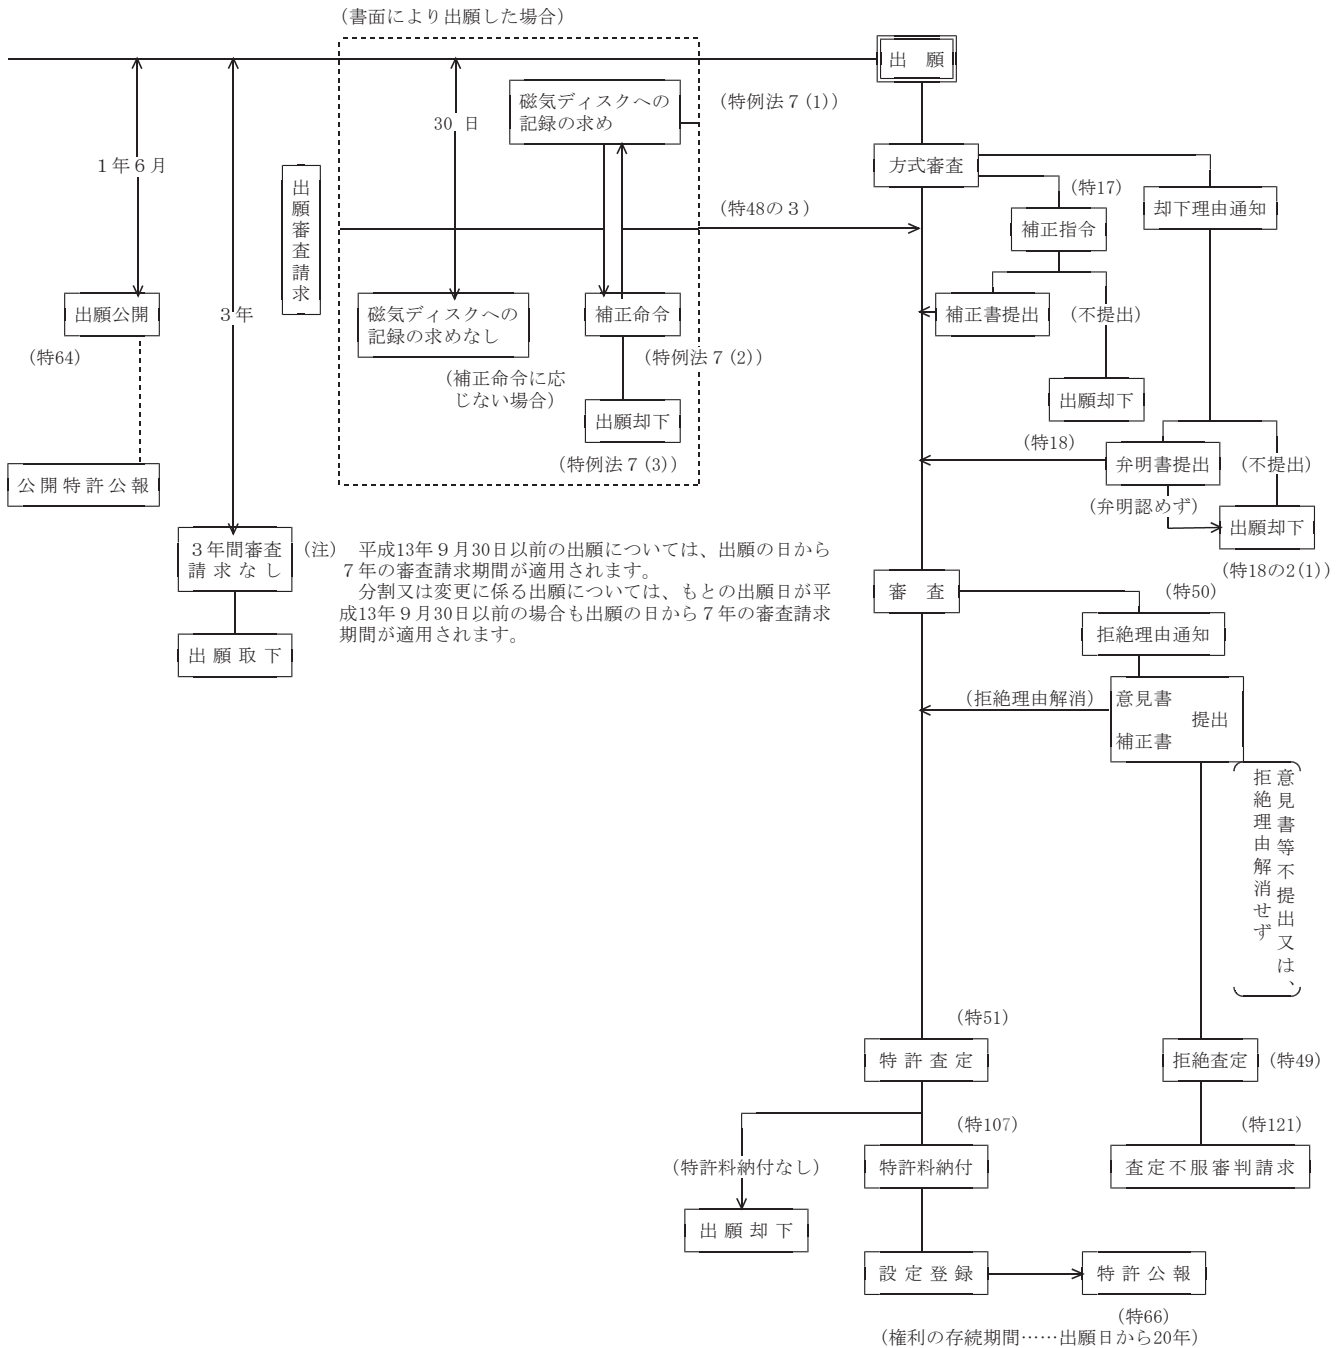 (書面により出願した場合)
出　願
磁気ディスクへの
記録の求め
(特例法７(1))
30 日
１年６月
方式審査
出願審査請求
(特17)
却下理由通知
(特48の３)
補正指令
出願公開
３年
磁気ディスクへの
記録の求めなし
補正命令
補正書提出
(不提出)
(特64)
(特例法７(2))
(補正命令に応
じない場合)
出願却下
出願却下
(特18)
(特例法７(3))
弁明書提出
(不提出)
公開特許公報
(弁明認めず)
出願却下
３年間審査
請求なし
(注)　平成13年９月30日以前の出願については、出願の日から
７年の審査請求期間が適用されます。
分割又は変更に係る出願については、もとの出願日が平
成13年９月30日以前の場合も出願の日から７年の審査請求
期間が適用されます。
(特18の2(1))
審　査
(特50)
拒絶理由通知
出願取下
(拒絶理由解消)
意見書
提出
補正書
意見書等不提出又は、
拒絶理由解消せず
(特51)
特許査定
拒絶査定
(特49)
(特107)
(特121)
(特許料納付なし)
特許料納付
査定不服審判請求
出願却下
設定登録
特許公報
(特66)
(権利の存続期間……出願日から20年)